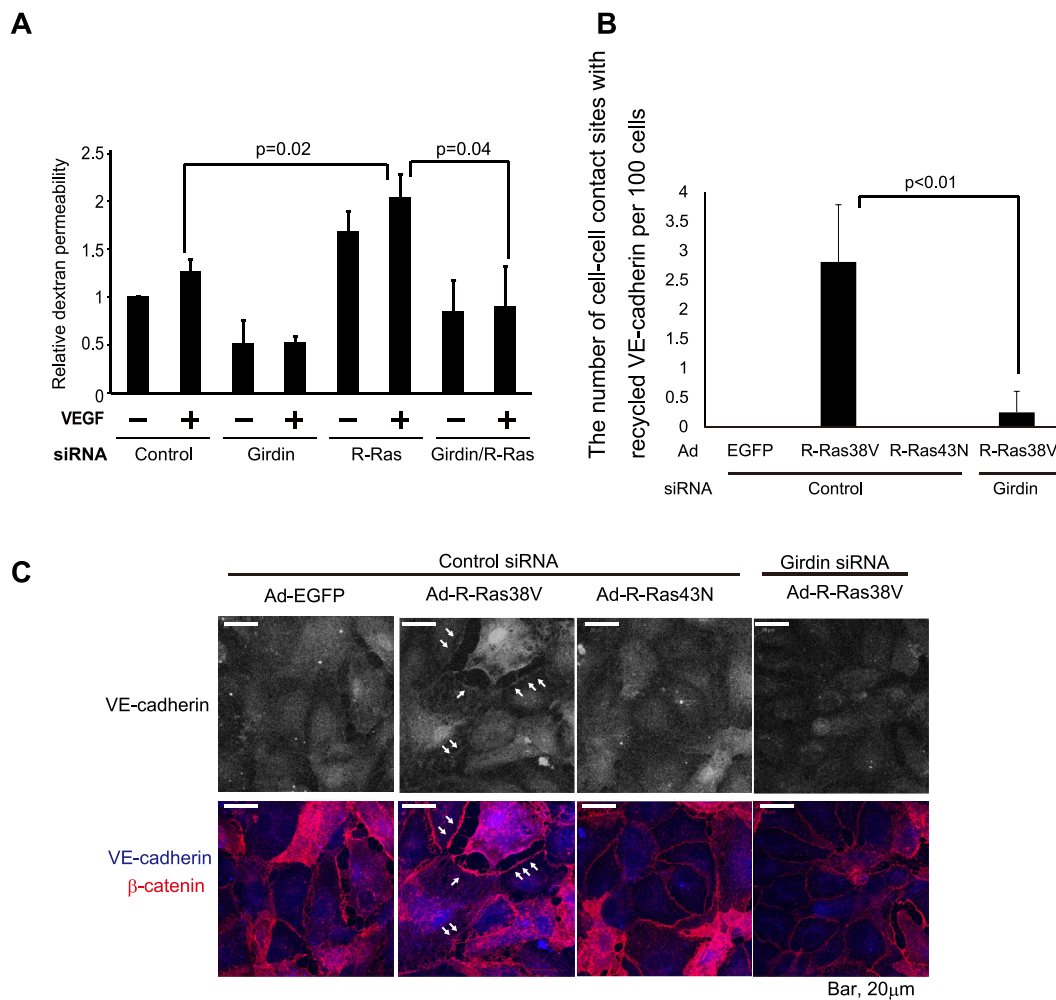 A
Relative dextran permeability
2.5
2
1.5
1
0.5
0
p=0.02
p=0.04
VEGF − + − + − + − +
siRNA Control Girdin R-Ras Girdin/R-Ras
B
The number of cell-cell contact sites with
recycled VE-cadherin per 100 cells
4
3.5
3
2.5
2
1.5
1
0.5
0
p<0.01
Ad EGFP R-Ras38V R-Ras43N R-Ras38V
siRNA Control Girdin
C
Control siRNA Girdin siRNA
Ad-EGFP Ad-R-Ras38V Ad-R-Ras43N Ad-R-Ras38V
VE-cadherin
VE-cadherin
β-catenin
Bar, 20μm